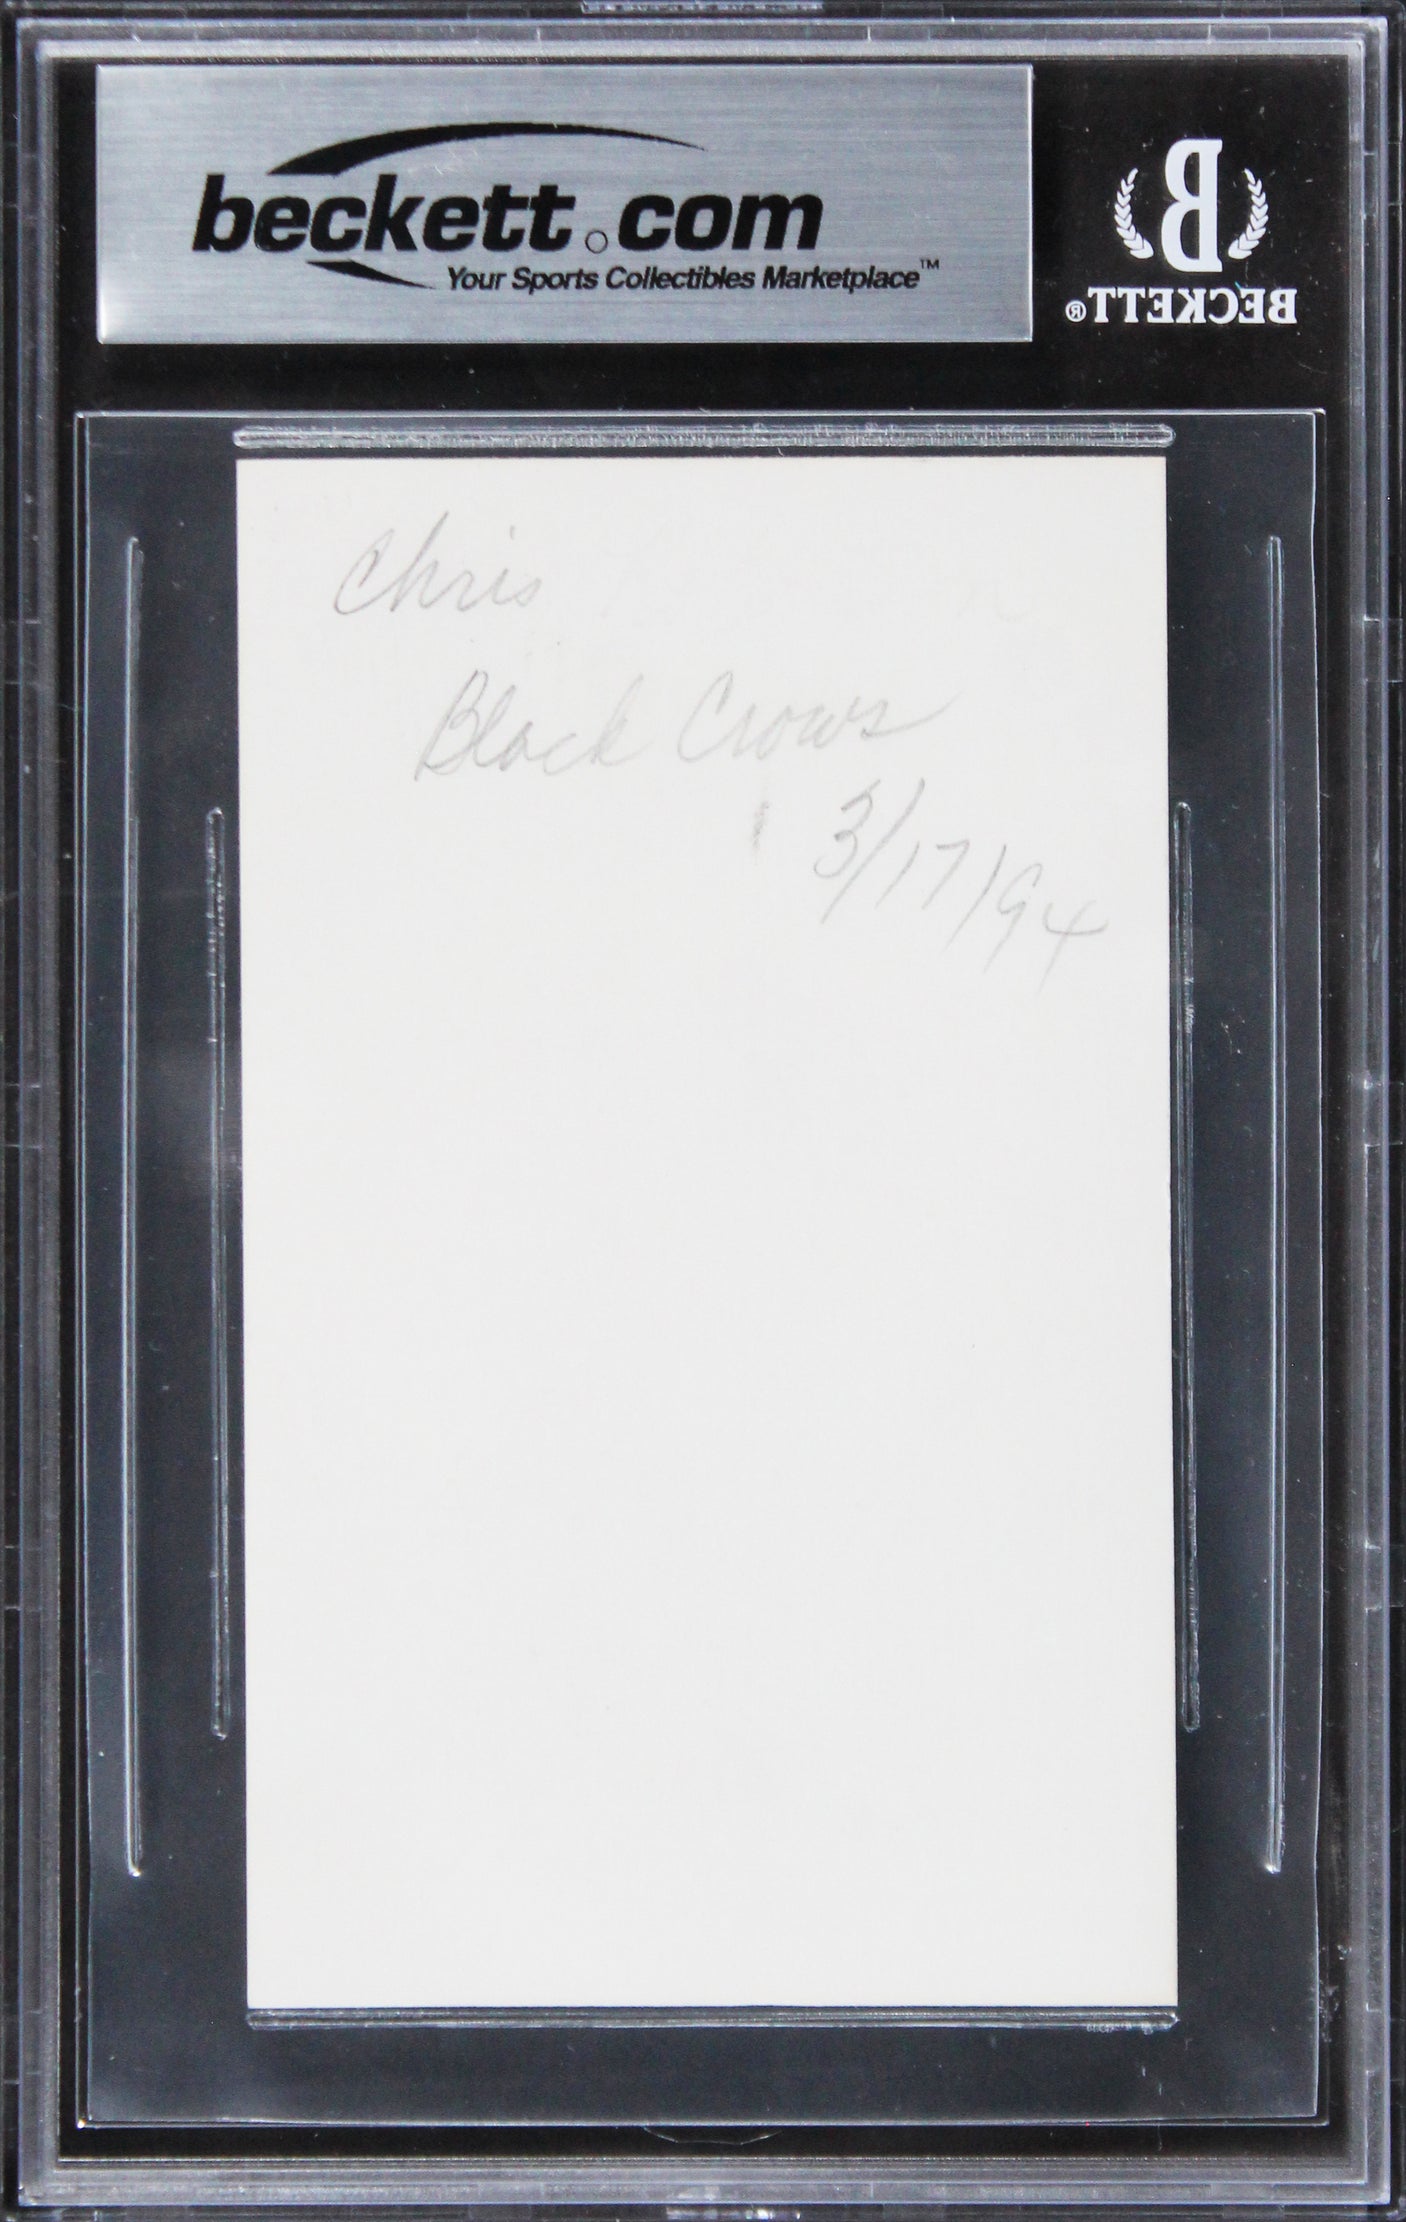 beckett.com
Your Sports Collectibles Marketplace™
BECKETT®
Chris
Black Crows
3/17/94